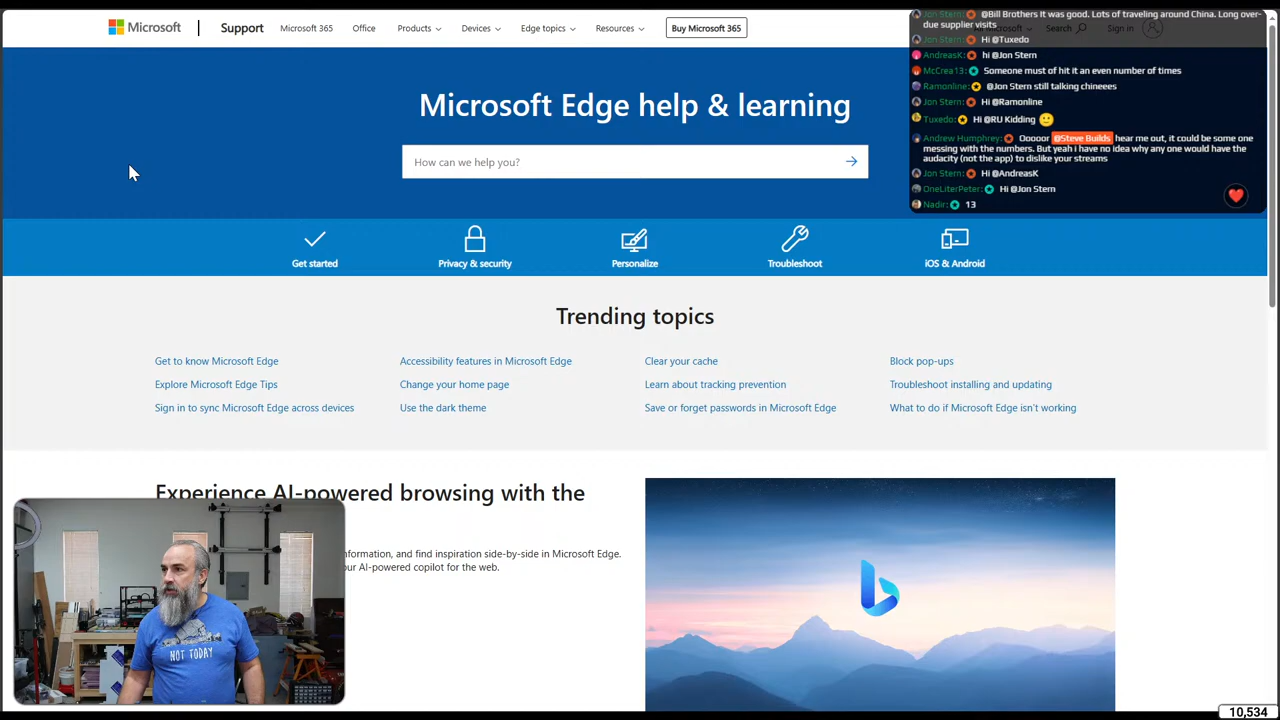 Microsoft
Support
Microsoft 365
Office
Products
Devices
Edge topics
Resources
Buy Microsoft 365
All Microsoft
Search
Sign in
Jon Stern: @Bill Brothers It was good. Lots of traveling around China. Long over-
due supplier visits
Jon Stern: Hi @Tuxedo
AndreasK: hi @Jon Stern
McCrea13: Someone must of hit it an even number of times
Ramonline: @Jon Stern still talking chineees
Jon Stern: Hi @Ramonline
Tuxedo: Hi @RU Kidding
Andrew Humphrey: Ooooor @Steve Builds hear me out, it could be some one
messing with the numbers. But yeah i have no idea why any one would have the
audacity (not the app) to dislike your streams
Jon Stern: Hi @AndreasK
OneLiterPeter: Hi @Jon Stern
Nadir: 13
Microsoft Edge help & learning
How can we help you?
Get started
Privacy & security
Personalize
Troubleshoot
iOS & Android
Trending topics
Get to know Microsoft Edge
Explore Microsoft Edge Tips
Sign in to sync Microsoft Edge across devices
Accessibility features in Microsoft Edge
Change your home page
Use the dark theme
Clear your cache
Learn about tracking prevention
Save or forget passwords in Microsoft Edge
Block pop-ups
Troubleshoot installing and updating
What to do if Microsoft Edge isn't working
Experience AI-powered browsing with the
information, and find inspiration side-by-side in Microsoft Edge.
our AI-powered copilot for the web.
NOT TODAY
10,534